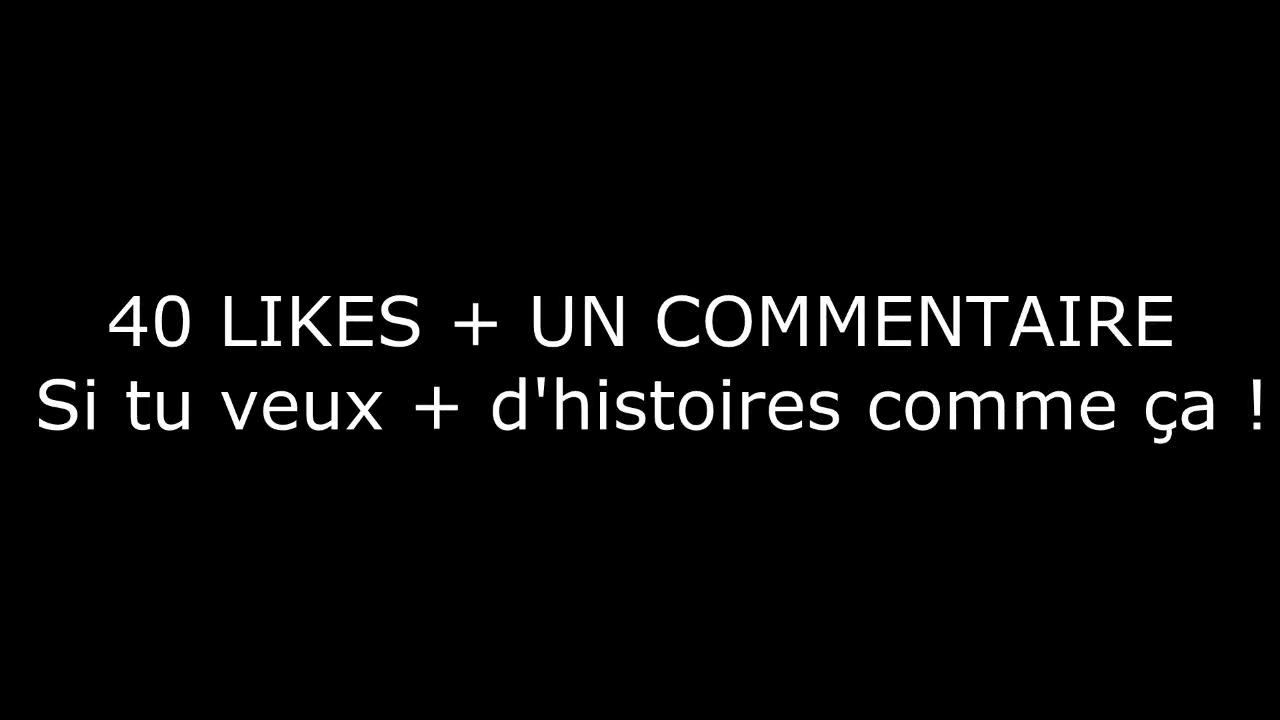 40 LIKES + UN COMMENTAIRE
Si tu veux + d'histoires comme ça !